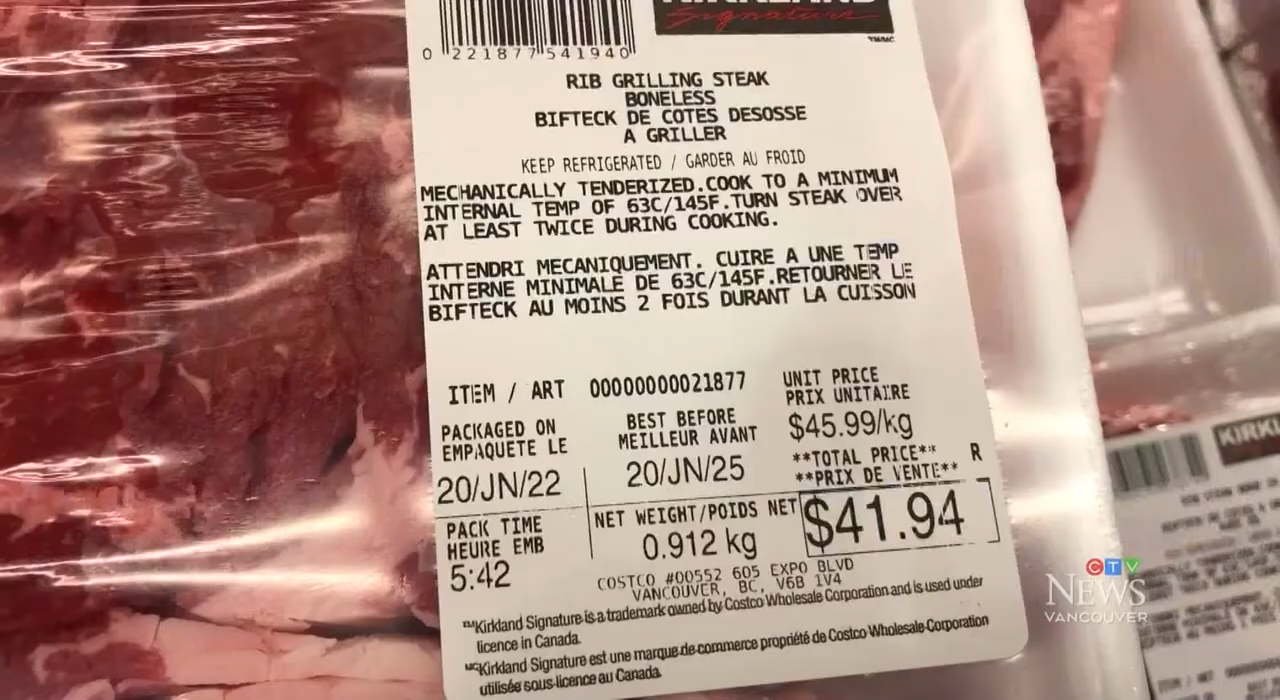 KIRKLAND
Signature
TM/MC
0 221877 541940
RIB GRILLING STEAK
BONELESS
BIFTECK DE COTES DESOSSE
A GRILLER
KEEP REFRIGERATED / GARDER AU FROID
MECHANICALLY TENDERIZED.COOK TO A MINIMUM
INTERNAL TEMP OF 63C/145F.TURN STEAK OVER
AT LEAST TWICE DURING COOKING.
ATTENDRI MECANIQUEMENT. CUIRE A UNE TEMP
INTERNE MINIMALE DE 63C/145F.RETOURNER LE
BIFTECK AU MOINS 2 FOIS DURANT LA CUISSON
ITEM / ART 00000000021877
UNIT PRICE
PRIX UNITAIRE
$45.99/kg
PACKAGED ON
EMPAQUETE LE
20/JN/22
BEST BEFORE
MEILLEUR AVANT
20/JN/25
**TOTAL PRICE** R
**PRIX DE VENTE**
$41.94
PACK TIME
HEURE EMB
5:42
NET WEIGHT/POIDS NET
0.912 kg
COSTCO #00552 605 EXPO BLVD
VANCOUVER, BC, V6B 1V4
™Kirkland Signature is a trademark owned by Costco Wholesale Corporation and is used under
licence in Canada.
MCKirkland Signature est une marque de commerce propriété de Costco Wholesale Corporation
utilisée sous licence au Canada.
KIRKL
CTV
NEWS
VANCOUVER